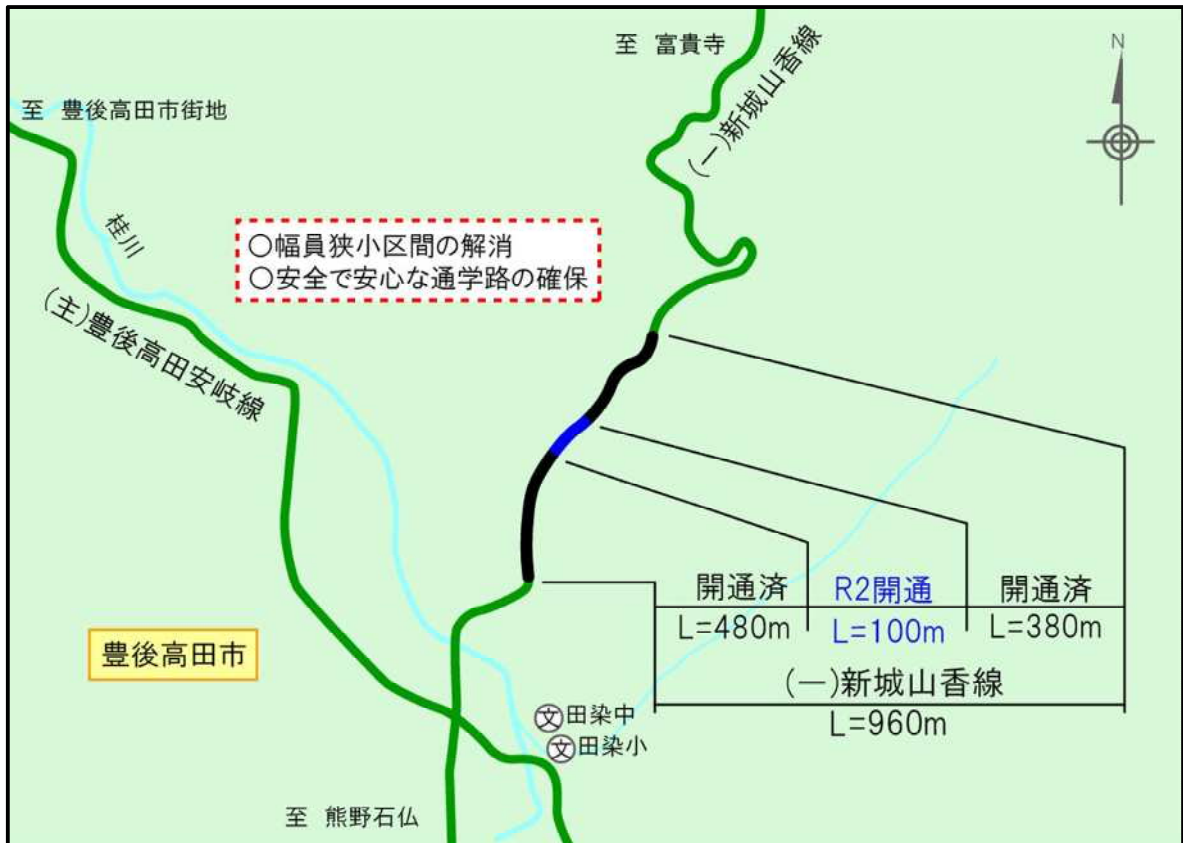 至 富貴寺
N
(一)新城山香線
至 豊後高田市街地
桂川
○幅員狭小区間の解消
○安全で安心な通学路の確保
(主)豊後高田安岐線
開通済
R2開通
開通済
L=480m
L=100m
L=380m
豊後高田市
(一)新城山香線
L=960m
文田染中
文田染小
至 熊野石仏